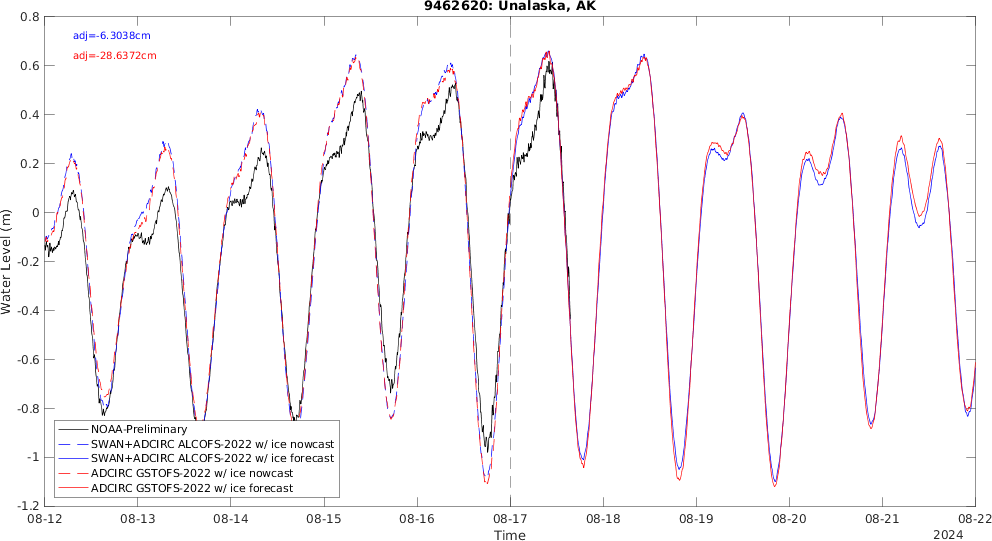 9462620: Unalaska, AK
adj=-6.3038cm
adj=-28.6372cm
Water Level (m)
0.8
0.6
0.4
0.2
0
-0.2
-0.4
-0.6
-0.8
-1
-1.2
NOAA-Preliminary
SWAN+ADCIRC ALCOFS-2022 w/ ice nowcast
SWAN+ADCIRC ALCOFS-2022 w/ ice forecast
ADCIRC GSTOFS-2022 w/ ice nowcast
ADCIRC GSTOFS-2022 w/ ice forecast
08-12 08-13 08-14 08-15 08-16 08-17 08-18 08-19 08-20 08-21 08-22
Time
2024